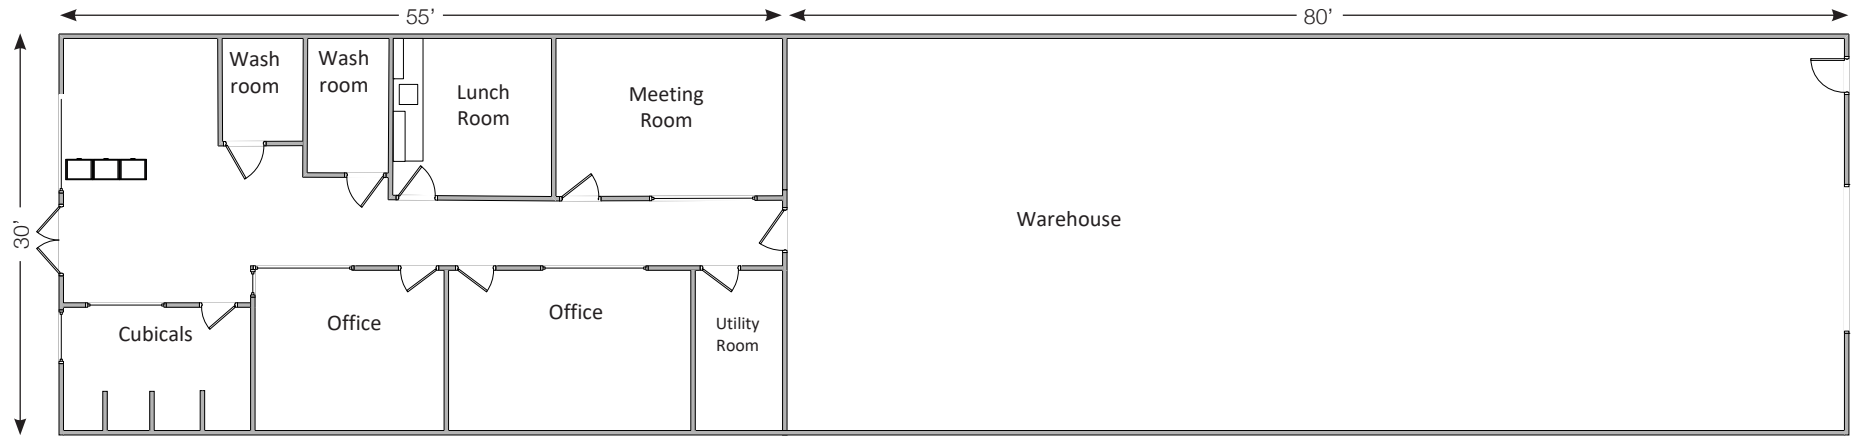 55’
80’
Wash
room
Wash
room
Lunch
Room
Meeting
Room
30’
Warehouse
Cubicals
Office
Office
Utility
Room